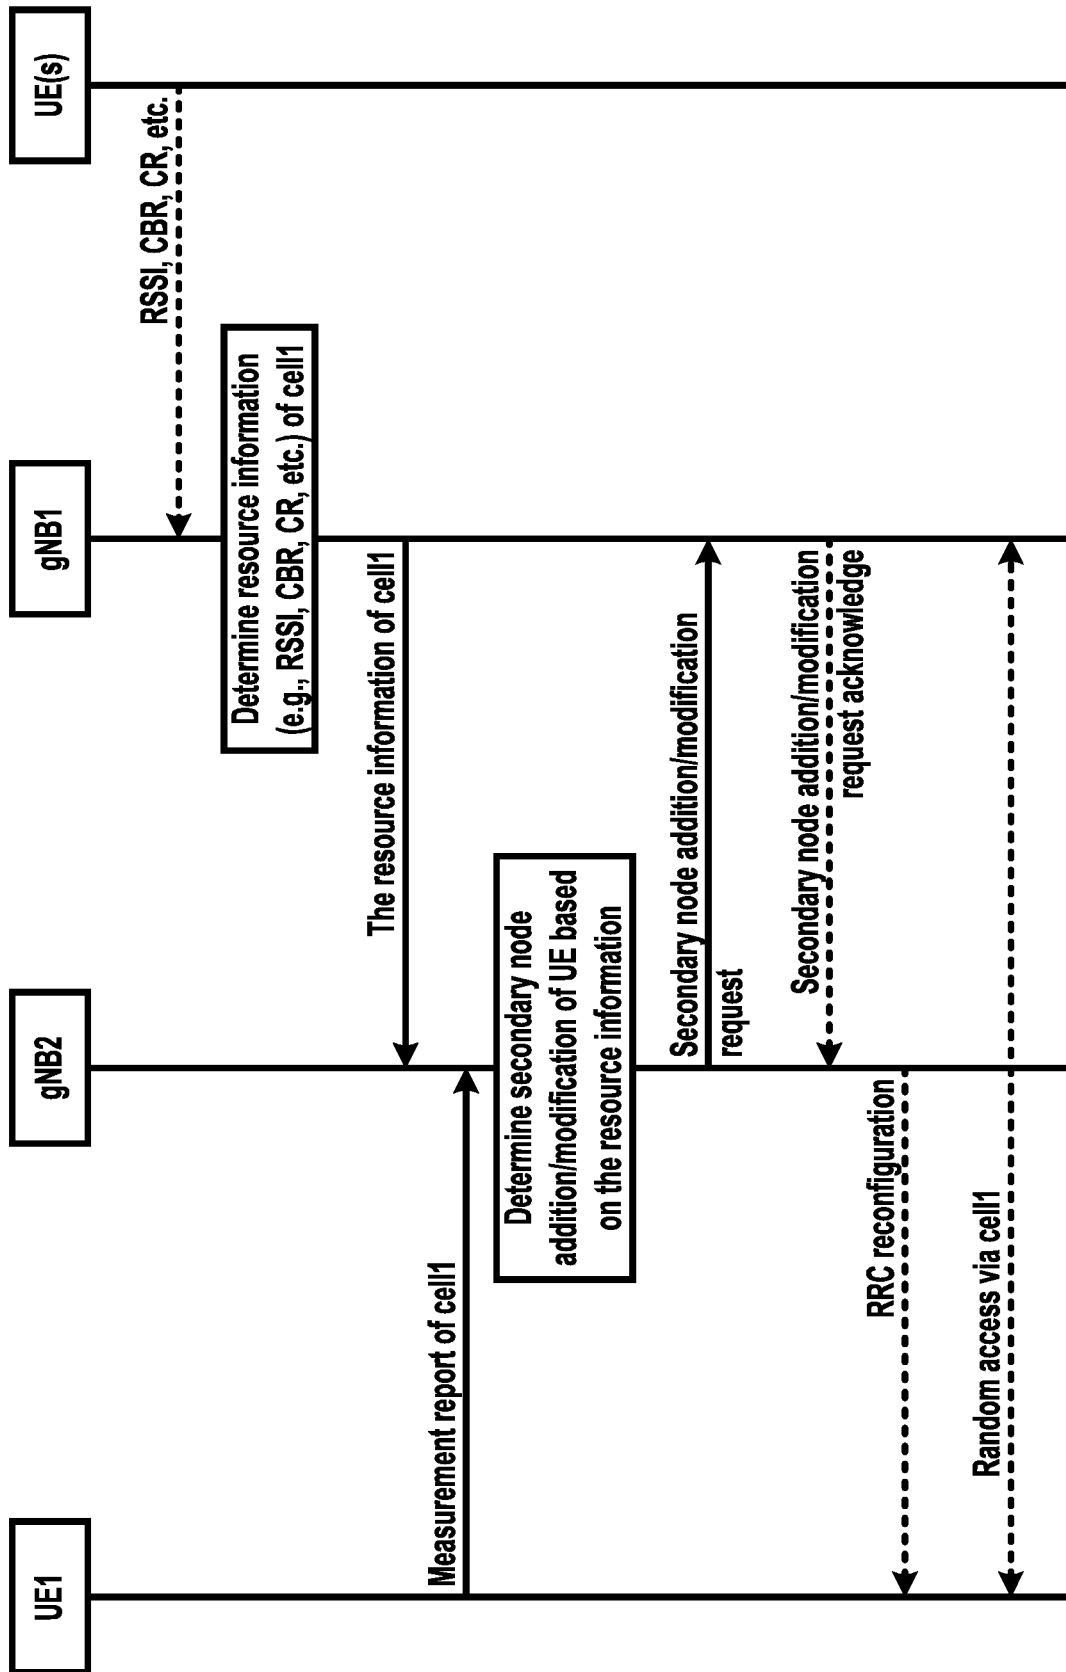 UE1
gNB2
gNB1
UE(s)
RSSI, CBR, CR, etc.
Determine resource information
(e.g., RSSI, CBR, CR, etc.) of cell1
The resource information of cell1
Measurement report of cell1
Determine secondary node
addition/modification of UE based
on the resource information
Secondary node addition/modification
request
Secondary node addition/modification
request acknowledge
RRC reconfiguration
Random access via cell1